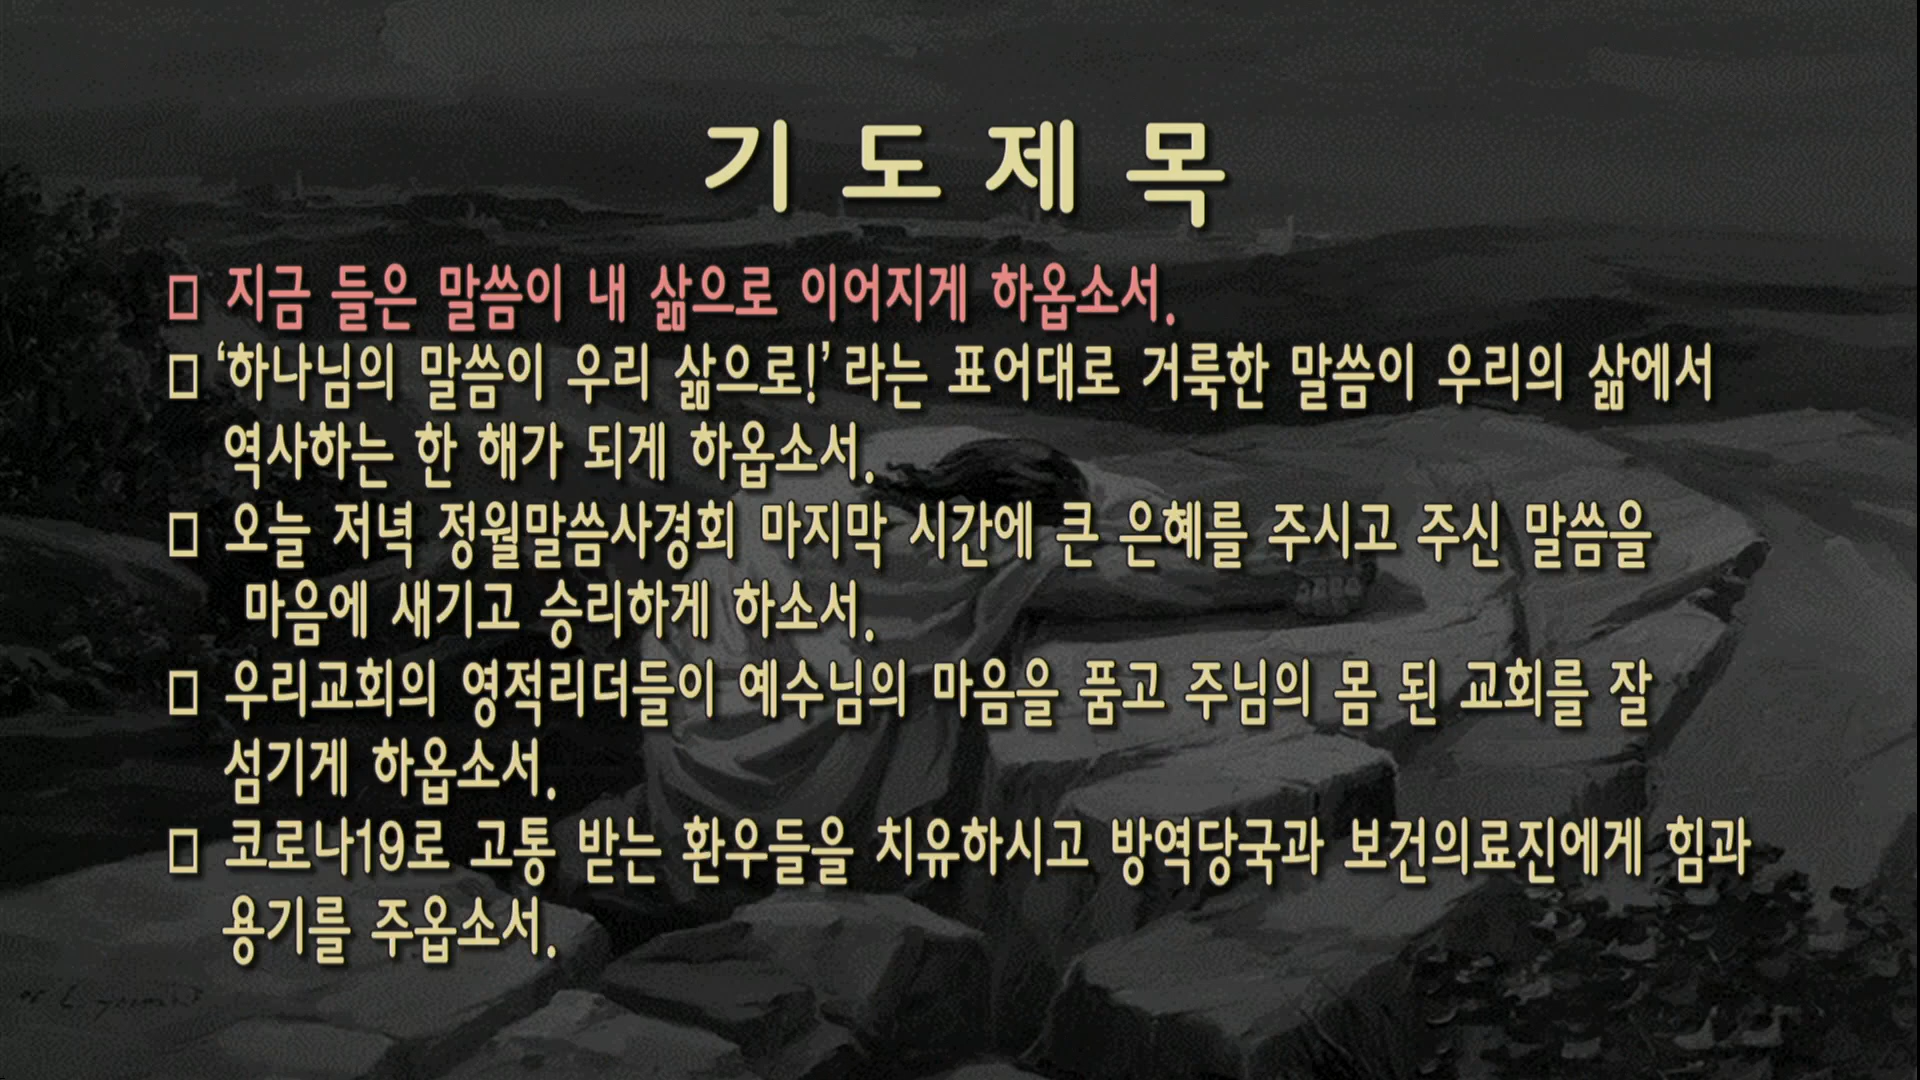 기 도 제 목
□ 지금 들은 말씀이 내 삶으로 이어지게 하옵소서.
□ ‘하나님의 말씀이 우리 삶으로!’ 라는 표어대로 거룩한 말씀이 우리의 삶에서
역사하는 한 해가 되게 하옵소서.
□ 오늘 저녁 정월말씀사경회 마지막 시간에 큰 은혜를 주시고 주신 말씀을
마음에 새기고 승리하게 하소서.
□ 우리교회의 영적리더들이 예수님의 마음을 품고 주님의 몸 된 교회를 잘
섬기게 하옵소서.
□ 코로나19로 고통 받는 환우들을 치유하시고 방역당국과 보건의료진에게 힘과
용기를 주옵소서.